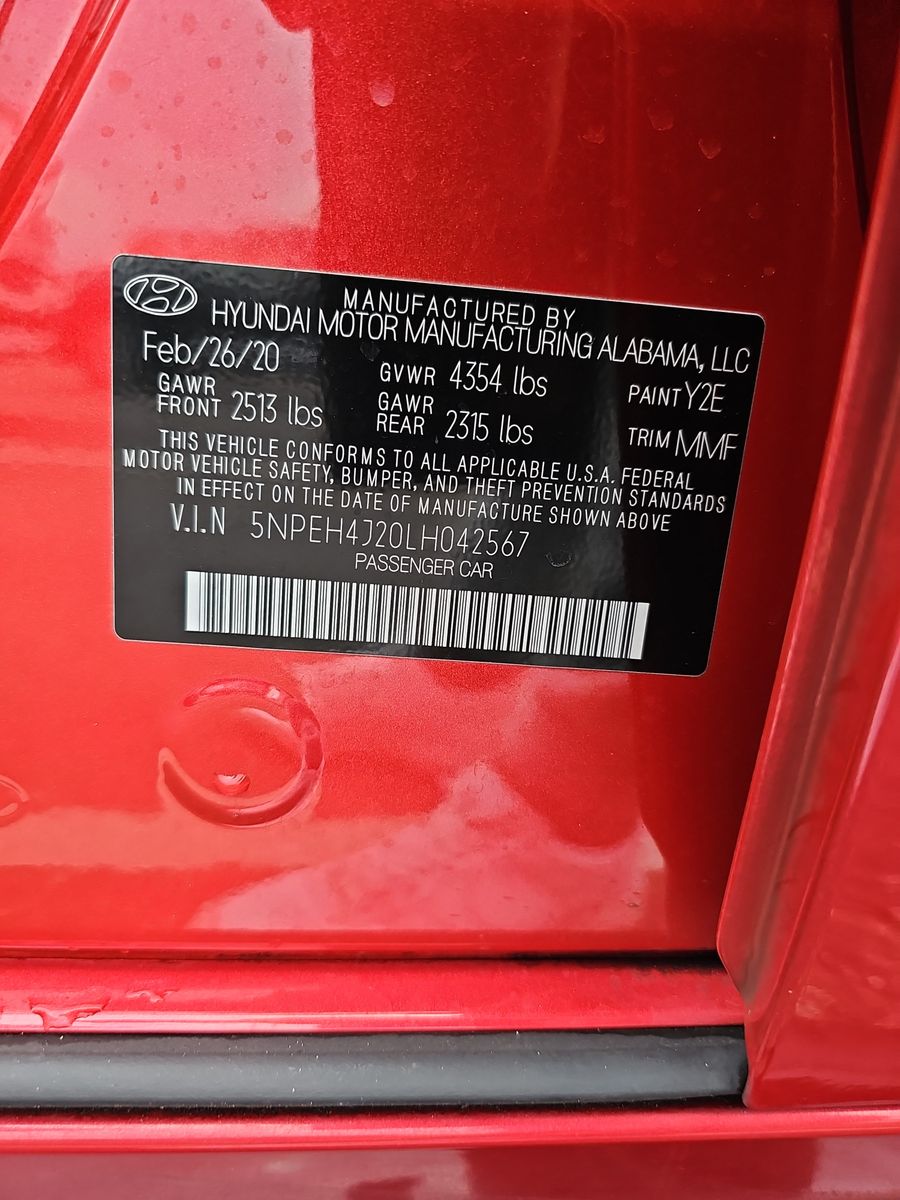 MANUFACTURED BY
HYUNDAI MOTOR MANUFACTURING ALABAMA, LLC
Feb/26/20 GVWR 4354 lbs PAINT Y2E
GAWR FRONT 2513 lbs GAWR REAR 2315 lbs TRIM MMF
THIS VEHICLE CONFORMS TO ALL APPLICABLE U.S.A. FEDERAL
MOTOR VEHICLE SAFETY, BUMPER, AND THEFT PREVENTION STANDARDS
IN EFFECT ON THE DATE OF MANUFACTURE SHOWN ABOVE
V.I.N 5NPEH4J20LH042567
PASSENGER CAR